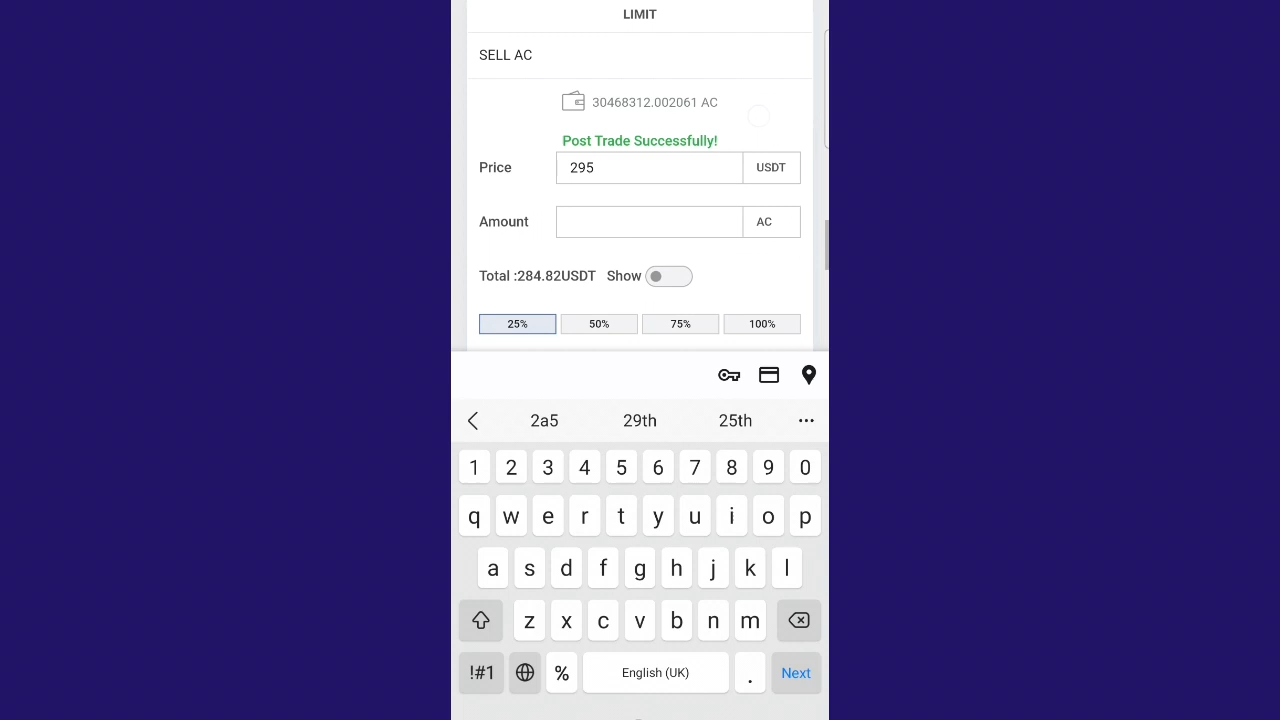 LIMIT
SELL AC
30468312.002061 AC
Post Trade Successfully!
Price 295 USDT
Amount AC
Total :284.82USDT Show
25% 50% 75% 100%
2a5 29th 25th ...
1 2 3 4 5 6 7 8 9 0
q w e r t y u i o p
a s d f g h j k l
z x c v b n m
!#1 % English (UK) . Next